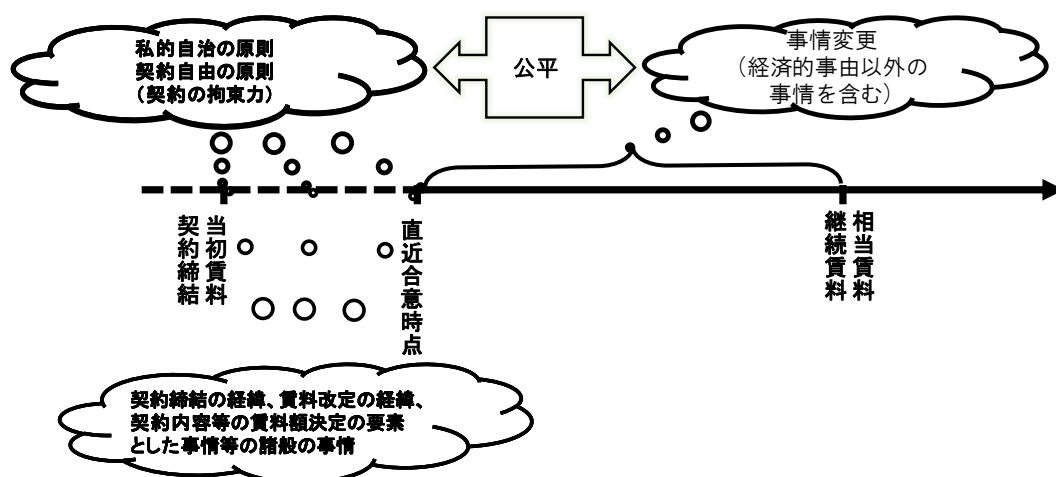 私的自治の原則
契約自由の原則
（契約の拘束力）
公平
事情変更
（経済的事由以外の
事情を含む）
当初賃料
契約締結
直近合意時点
相当賃料
継続賃料
契約締結の経緯、賃料改定の経緯、
契約内容等の賃料額決定の要素
とした事情等の諸般の事情